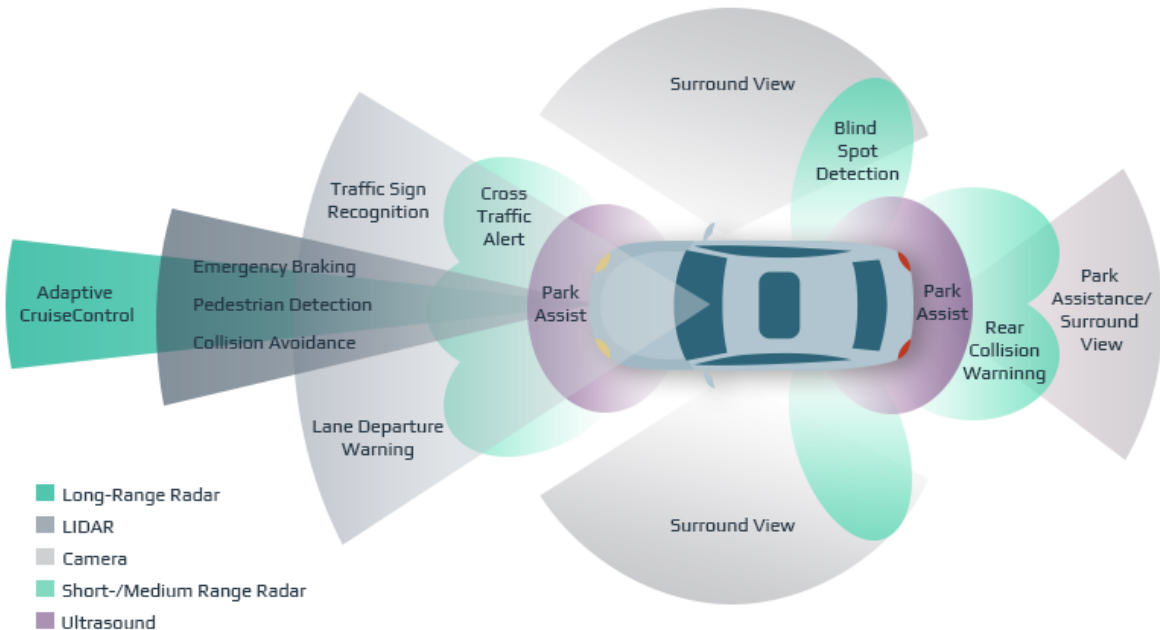 Surround View
Blind
Spot
Detection
Traffic Sign
Recognition
Cross
Traffic
Alert
Emergency Braking
Pedestrian Detection
Collision Avoidance
Adaptive
CruiseControl
Park
Assist
Park
Assist
Rear
Collision
Warninng
Park
Assistance/
Surround
View
Lane Departure
Warning
Surround View
Long-Range Radar
LIDAR
Camera
Short-/Medium Range Radar
Ultrasound